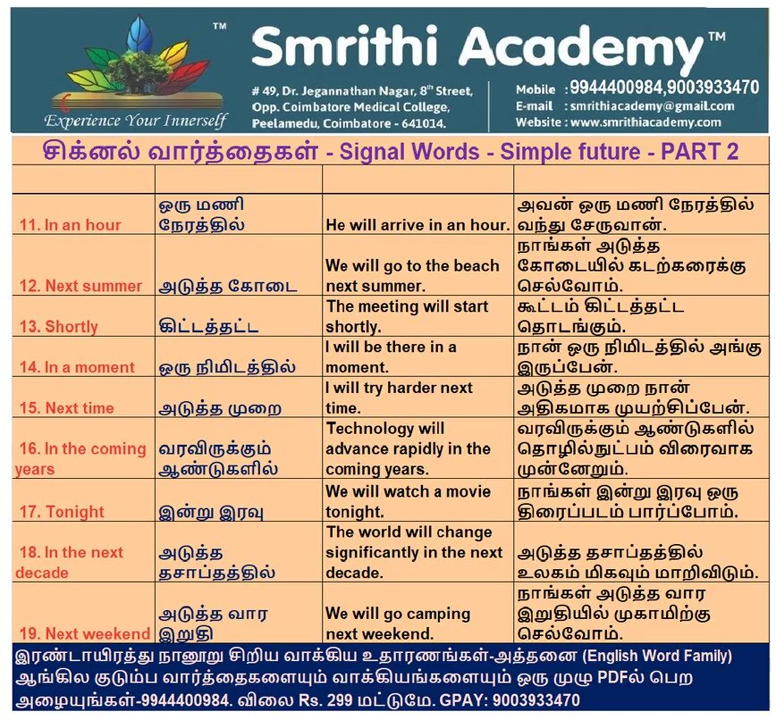 TM
Smrithi Academy™
Experience Your Innerself
# 49, Dr. Jegannathan Nagar, 8th Street,
Opp. Coimbatore Medical College,
Peelamedu, Coimbatore - 641014.
Mobile : 9944400984,9003933470
E-mail : smrithiacademy@gmail.com
Website : www.smrithiacademy.com
சிக்னல் வார்த்தைகள் - Signal Words - Simple future - PART 2
11. In an hour
ஒரு மணி
நேரத்தில்
He will arrive in an hour.
அவன் ஒரு மணி நேரத்தில்
வந்து சேருவான்.
12. Next summer
அடுத்த கோடை
We will go to the beach
next summer.
நாங்கள் அடுத்த
கோடையில் கடற்கரைக்கு
செல்வோம்.
13. Shortly
கிட்டத்தட்ட
The meeting will start
shortly.
கூட்டம் கிட்டத்தட்ட
தொடங்கும்.
14. In a moment
ஒரு நிமிடத்தில்
I will be there in a
moment.
நான் ஒரு நிமிடத்தில் அங்கு
இருப்பேன்.
15. Next time
அடுத்த முறை
I will try harder next
time.
அடுத்த முறை நான்
அதிகமாக முயற்சிப்பேன்.
16. In the coming
years
வரவிருக்கும்
ஆண்டுகளில்
Technology will
advance rapidly in the
coming years.
வரவிருக்கும் ஆண்டுகளில்
தொழில்நுட்பம் விரைவாக
முன்னேறும்.
17. Tonight
இன்று இரவு
We will watch a movie
tonight.
நாங்கள் இன்று இரவு ஒரு
திரைப்படம் பார்ப்போம்.
18. In the next
decade
அடுத்த
தசாப்தத்தில்
The world will change
significantly in the next
decade.
அடுத்த தசாப்தத்தில்
உலகம் மிகவும் மாறிவிடும்.
19. Next weekend
அடுத்த வார
இறுதி
We will go camping
next weekend.
நாங்கள் அடுத்த வார
இறுதியில் முகாமிற்கு
செல்வோம்.
இரண்டாயிரத்து நானூறு சிறிய வாக்கிய உதாரணங்கள்-அத்தனை (English Word Family)
ஆங்கில குடும்ப வார்த்தைகளையும் வாக்கியங்களையும் ஒரு முழு PDFல் பெற
அழையுங்கள்-9944400984. விலை Rs. 299 மட்டுமே. GPAY: 9003933470